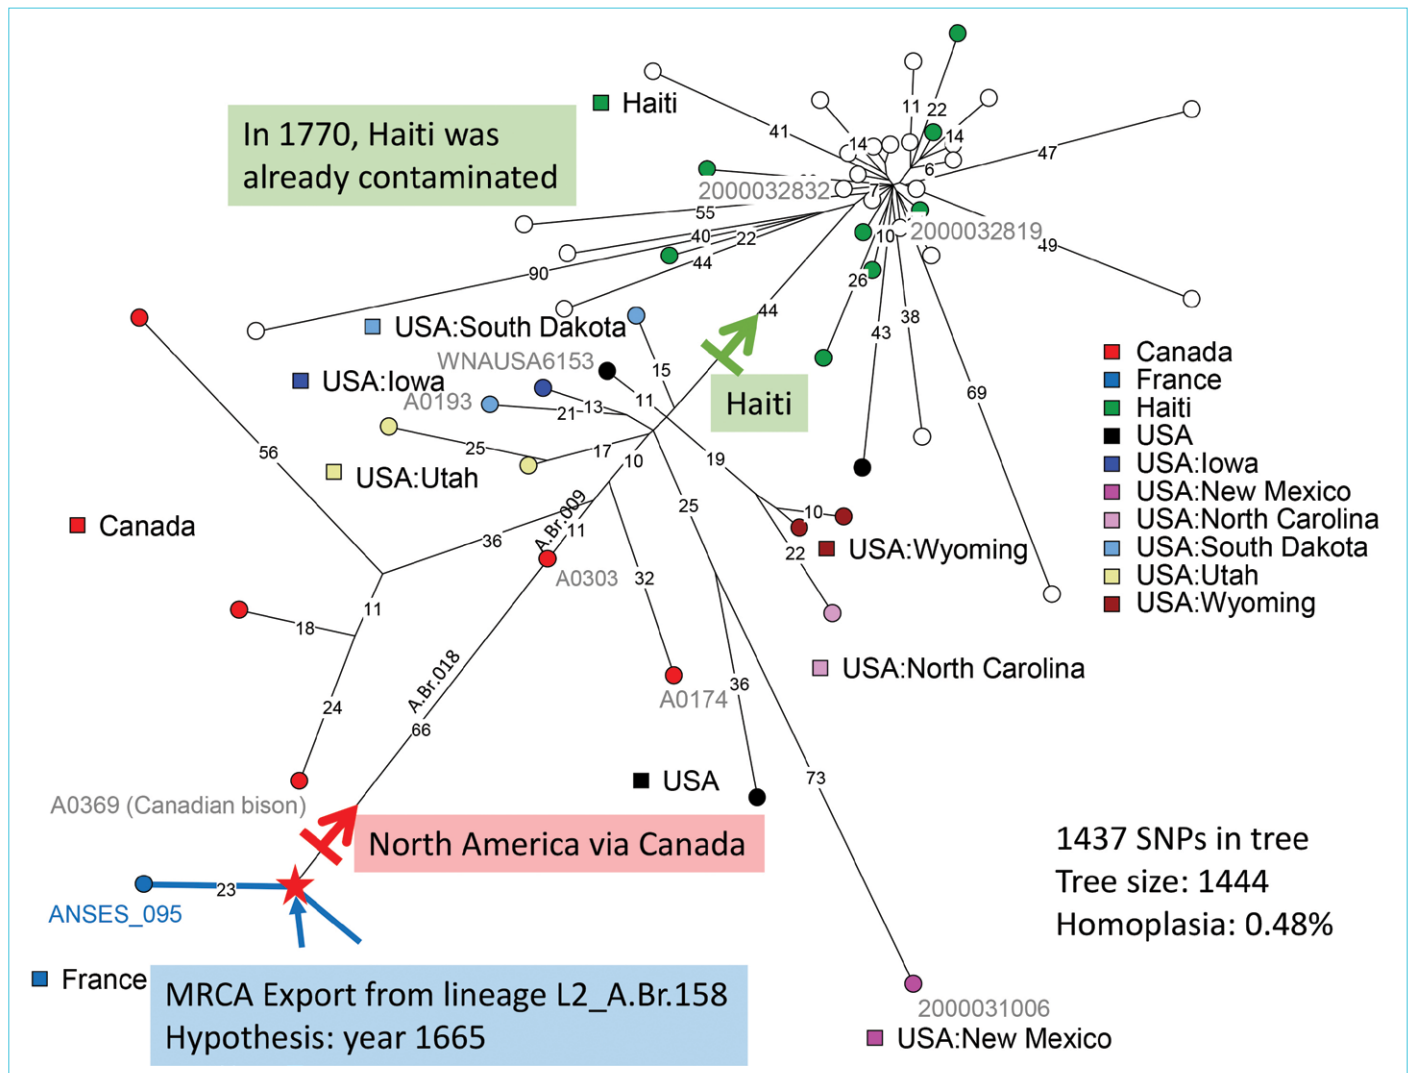 11
22
Haiti
41
14
14
47
In 1770, Haiti was
already contaminated
6
2000032832
7
55
40
22
10
2000032819
49
44
90
26
44
38
43
USA:South Dakota
WNAUSA6153
15
USA:Iowa
A0193
11
13
21
Haiti
69
Canada
France
Haiti
USA
USA:Iowa
USA:New Mexico
USA:North Carolina
USA:South Dakota
USA:Utah
USA:Wyoming
56
25
17
10
19
USA:Utah
25
10
Canada
36
A.Br.009
11
22
USA:Wyoming
A0303
32
11
18
A.Br.018
USA:North Carolina
A0174
36
24
66
USA
73
A0369 (Canadian bison)
North America via Canada
1437 SNPs in tree
Tree size: 1444
Homoplasia: 0.48%
23
ANSES_095
France
MRCA Export from lineage L2_A.Br.158
Hypothesis: year 1665
2000031006
USA:New Mexico